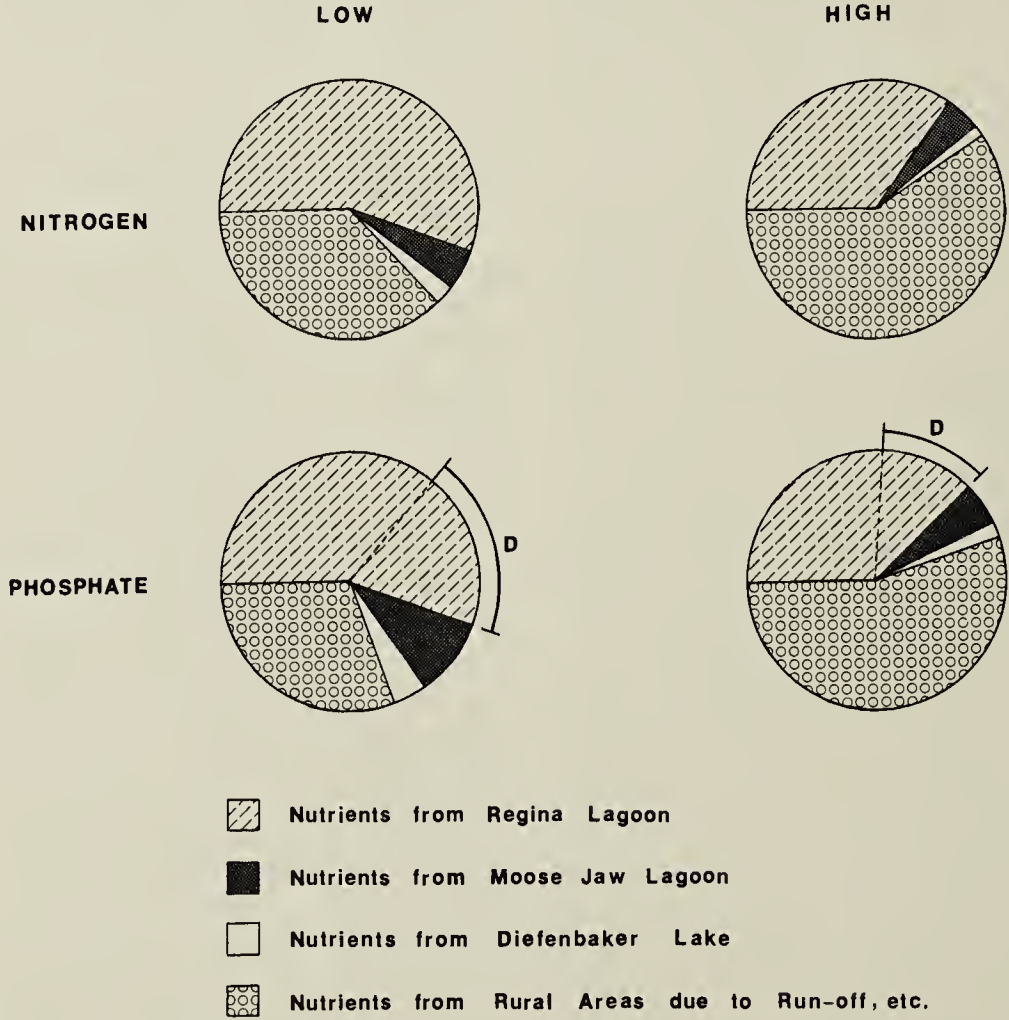 LOW
HIGH
NITROGEN
D
D
PHOSPHATE
Nutrients from Regina Lagoon
Nutrients from Moose Jaw Lagoon
Nutrients from Diefenbaker Lake
Nutrients from Rural Areas due to Run-off, etc.